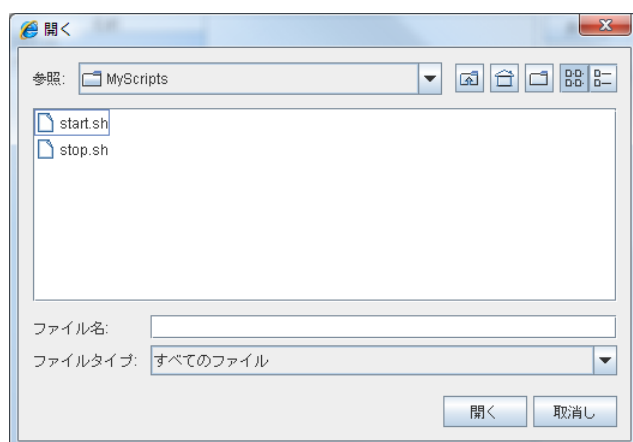 開く
参照: MyScripts
start.sh
stop.sh
ファイル名:
ファイルタイプ: すべてのファイル
開く 取消し